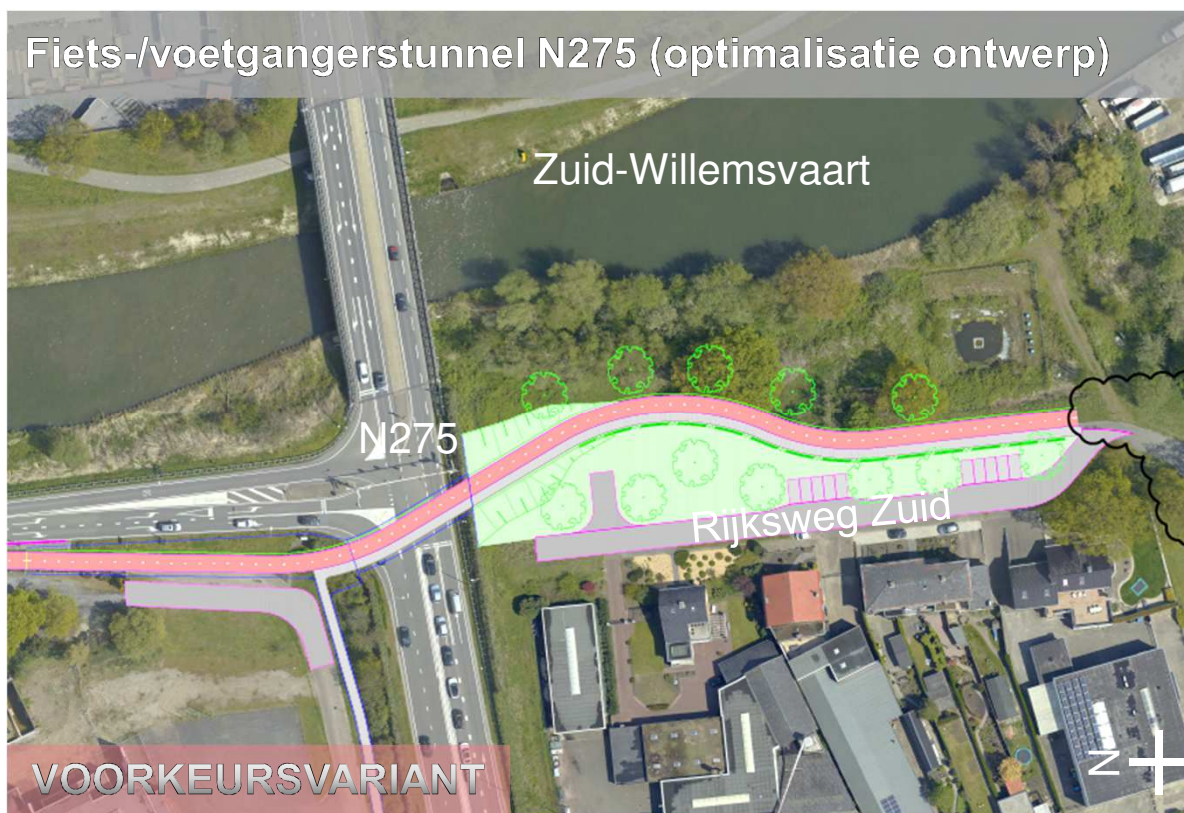 Fiets-/voetgangerstunnel N275 (optimalisatie ontwerp)
Zuid-Willemsvaart
N275
Rijksweg Zuid
VOORKEURSVARIANT
N